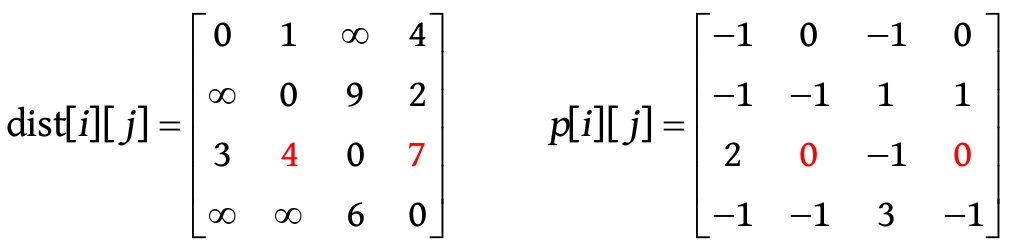 0 1 ∞ 4 −1 0 −1 0
∞ 0 9 2 −1 −1 1 1
dist[i][j] = p[i][j] =
3 4 0 7 2 0 −1 0
∞ ∞ 6 0 −1 −1 3 −1